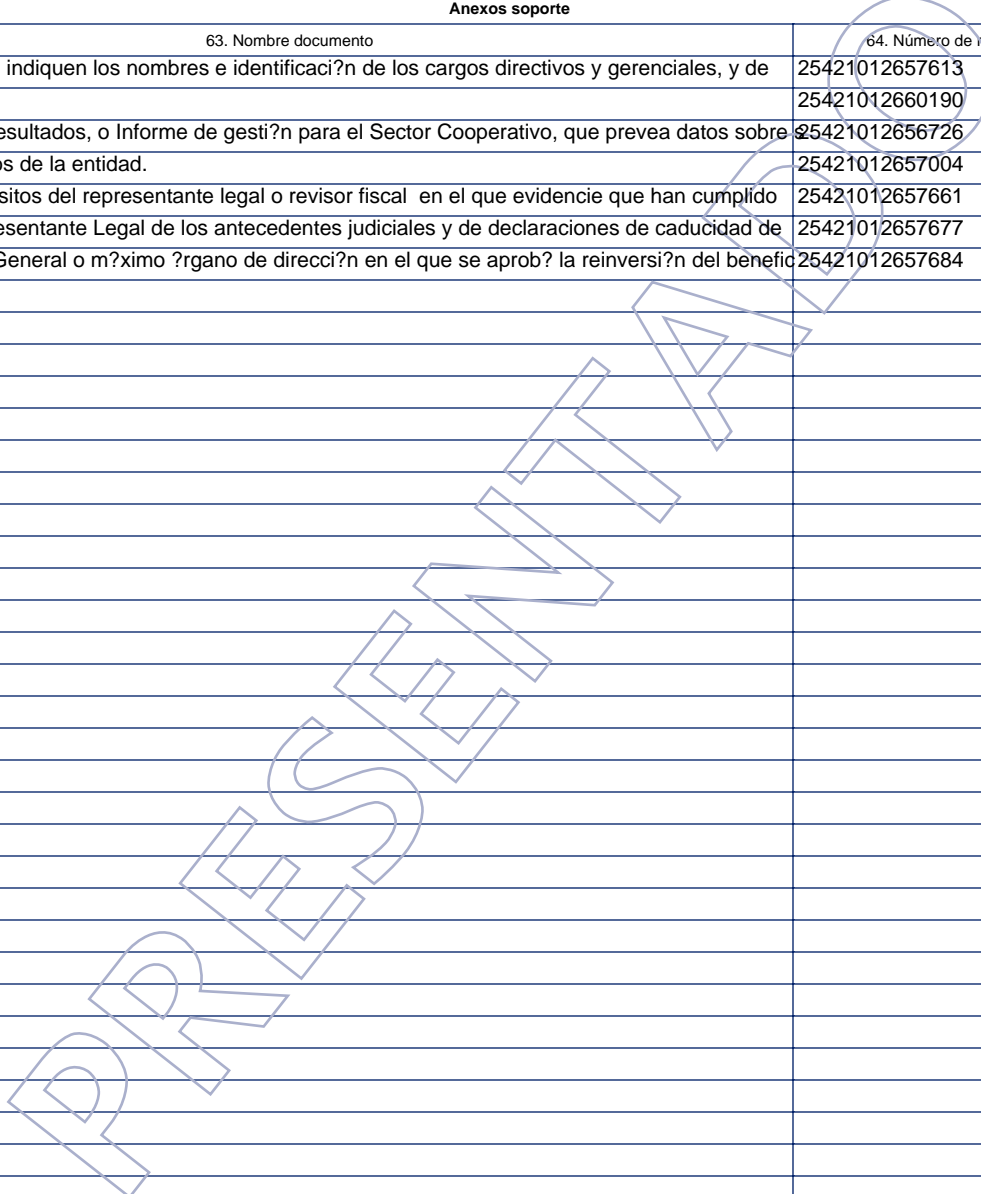 Anexos soporte
63. Nombre documento 64. Número de
indiquen los nombres e identificaci?n de los cargos directivos y gerenciales, y de 25421012657613
25421012660190
esultados, o Informe de gesti?n para el Sector Cooperativo, que prevea datos sobre 25421012656726
os de la entidad. 25421012657004
sitos del representante legal o revisor fiscal en el que evidencie que han cumplido 25421012657661
esentante Legal de los antecedentes judiciales y de declaraciones de caducidad de 25421012657677
General o m?ximo ?rgano de direcci?n en el que se aprob? la reinversi?n del benefic 25421012657684
PRESENTADO